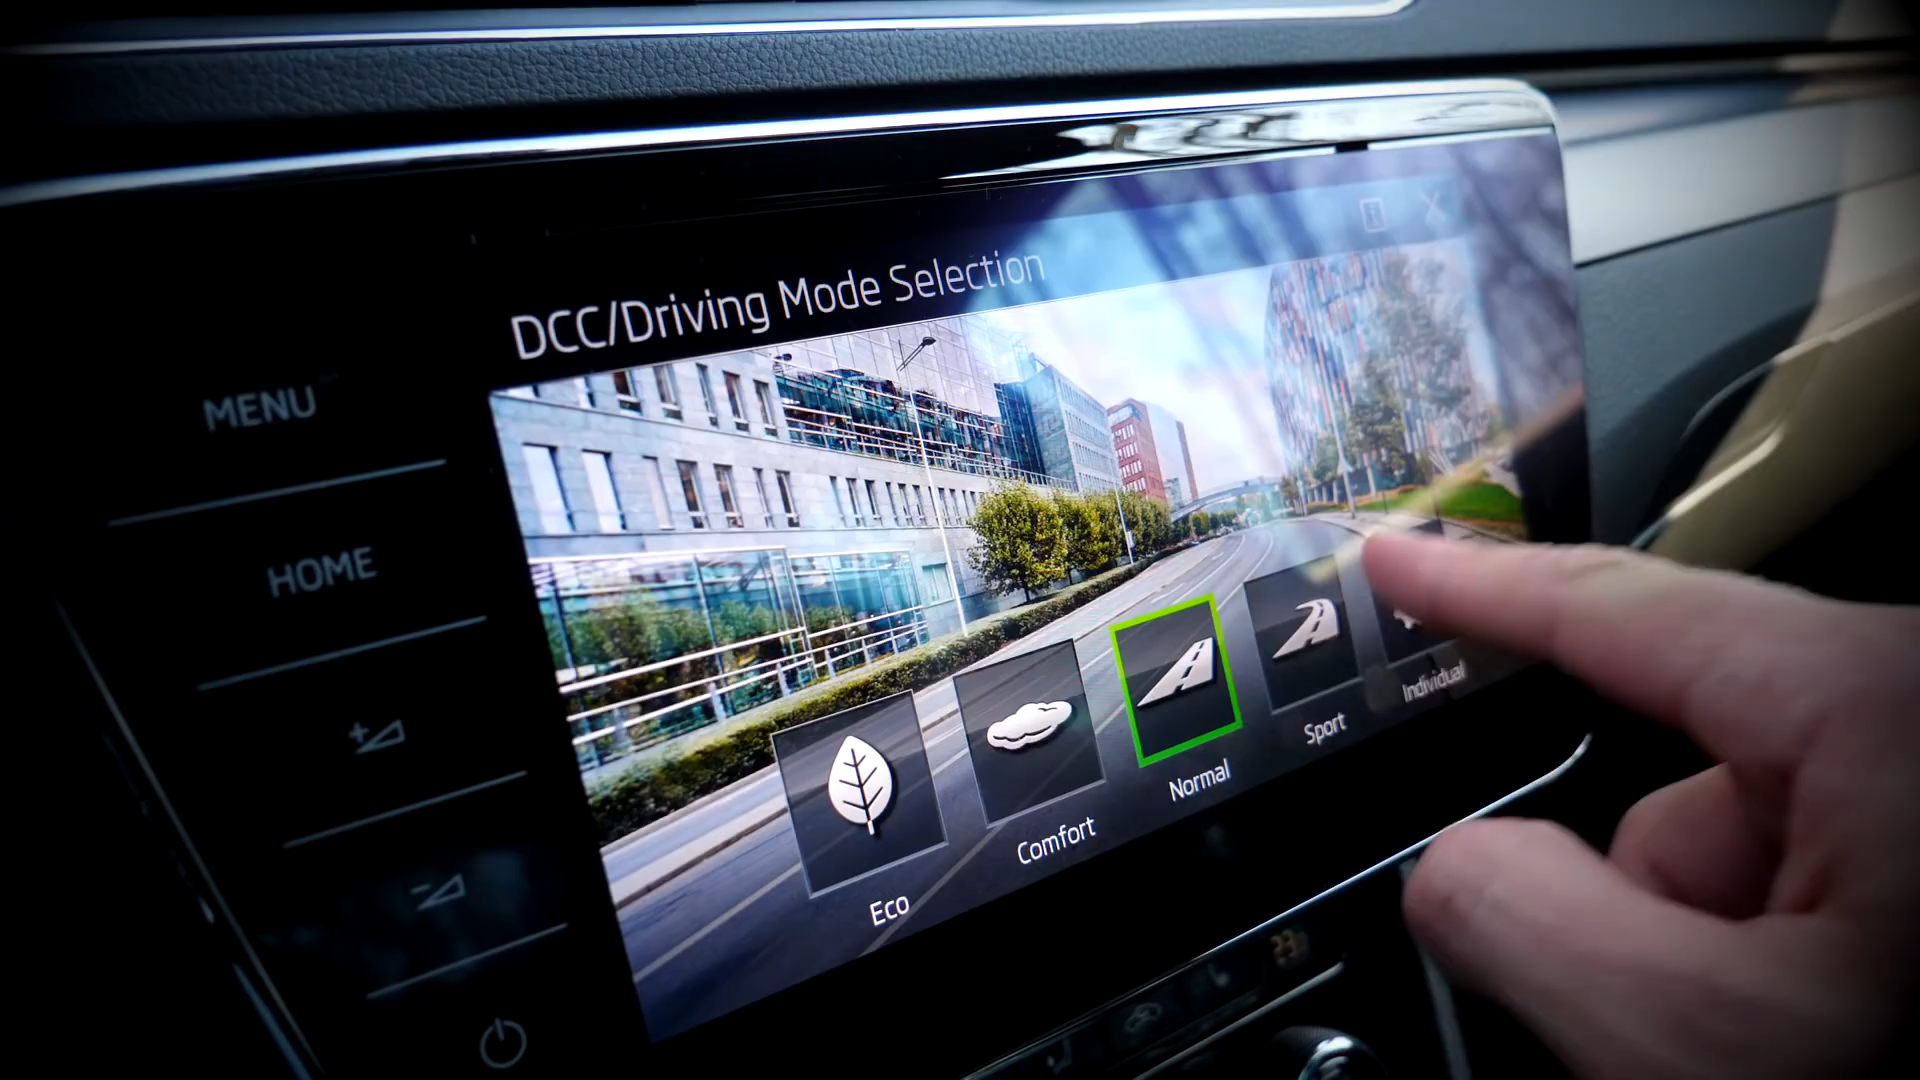 DCC/Driving Mode Selection
MENU
HOME
Eco
Comfort
Normal
Sport
Individual